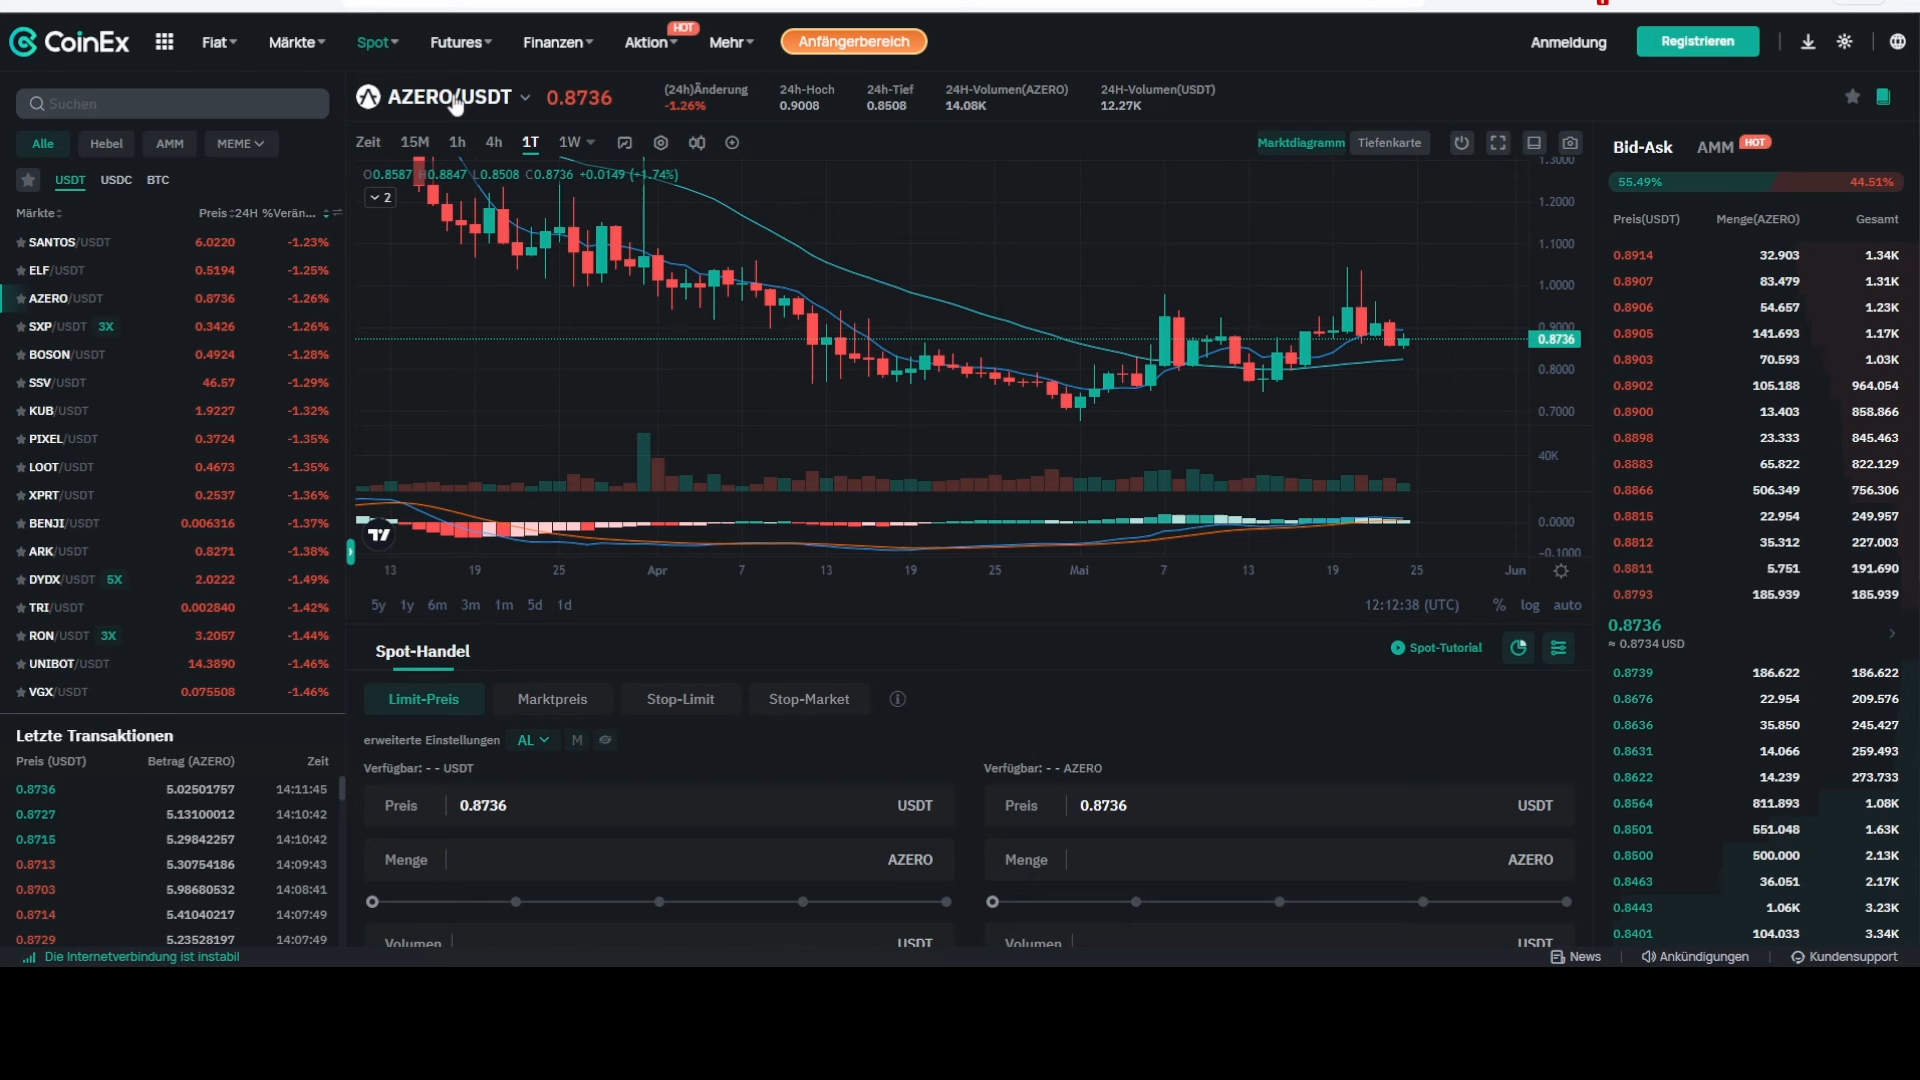 CoinEx Fiat Märkte Spot Futures Finanzen Aktion HOT Mehr Anfängerbereich Anmeldung Registrieren
Suchen
Alle Hebel AMM MEME
USDT USDC BTC
Märkte Preis 24H %Verän...
SANTOS/USDT 6.0220 -1.23%
ELF/USDT 0.5194 -1.25%
AZERO/USDT 0.8736 -1.26%
SXP/USDT 3X 0.3426 -1.26%
BOSON/USDT 0.4924 -1.28%
SSV/USDT 46.57 -1.29%
KUB/USDT 1.9227 -1.32%
PIXEL/USDT 0.3724 -1.35%
LOOT/USDT 0.4673 -1.35%
XPRT/USDT 0.2537 -1.36%
BENJI/USDT 0.006316 -1.37%
ARK/USDT 0.8271 -1.38%
DYDX/USDT 5X 2.0222 -1.49%
TRI/USDT 0.002840 -1.42%
RON/USDT 3X 3.2057 -1.44%
UNIBOT/USDT 14.3890 -1.46%
VGX/USDT 0.075508 -1.46%
Letzte Transaktionen
Preis (USDT) Betrag (AZERO) Zeit
0.8736 5.02501757 14:11:45
0.8727 5.13100012 14:10:42
0.8715 5.29842257 14:10:42
0.8713 5.30754186 14:09:43
0.8703 5.98680532 14:08:41
0.8714 5.41040217 14:07:49
0.8729 5.23528197 14:07:49
AZERO/USDT 0.8736
(24h)Änderung 24h-Hoch 24h-Tief 24H-Volumen(AZERO) 24H-Volumen(USDT)
-1.26% 0.9008 0.8508 14.08K 12.27K
Zeit 15M 1h 4h 1T 1W Marktdiagramm Tiefenkarte
O0.8587 H0.8847 L0.8508 C0.8736 +0.0149 (+1.74%)
2
1.3000
1.2000
1.1000
1.0000
0.9000
0.8736
0.8000
0.7000
40K
0.0000
-0.1000
13 19 25 Apr 7 13 19 25 Mai 7 13 19 25 Jun
5y 1y 6m 3m 1m 5d 1d 12:12:38 (UTC) % log auto
Spot-Handel Spot-Tutorial
Limit-Preis Marktpreis Stop-Limit Stop-Market
erweiterte Einstellungen AL M
Verfügbar: - - USDT Verfügbar: - - AZERO
Preis 0.8736 USDT Preis 0.8736 USDT
Menge AZERO Menge AZERO
Volumen USDT Volumen USDT
Bid-Ask AMM HOT
55.49% 44.51%
Preis(USDT) Menge(AZERO) Gesamt
0.8914 32.903 1.34K
0.8907 83.479 1.31K
0.8906 54.657 1.23K
0.8905 141.693 1.17K
0.8903 70.593 1.03K
0.8902 105.188 964.054
0.8900 13.403 858.866
0.8898 23.333 845.463
0.8883 65.822 822.129
0.8866 506.349 756.306
0.8815 22.954 249.957
0.8812 35.312 227.003
0.8811 5.751 191.690
0.8793 185.939 185.939
0.8736
≈ 0.8734 USD
0.8739 186.622 186.622
0.8676 22.954 209.576
0.8636 35.850 245.427
0.8631 14.066 259.493
0.8622 14.239 273.733
0.8564 811.893 1.08K
0.8501 551.048 1.63K
0.8500 500.000 2.13K
0.8463 36.051 2.17K
0.8443 1.06K 3.23K
0.8401 104.033 3.34K
Die Internetverbindung ist instabil News Ankündigungen Kundensupport